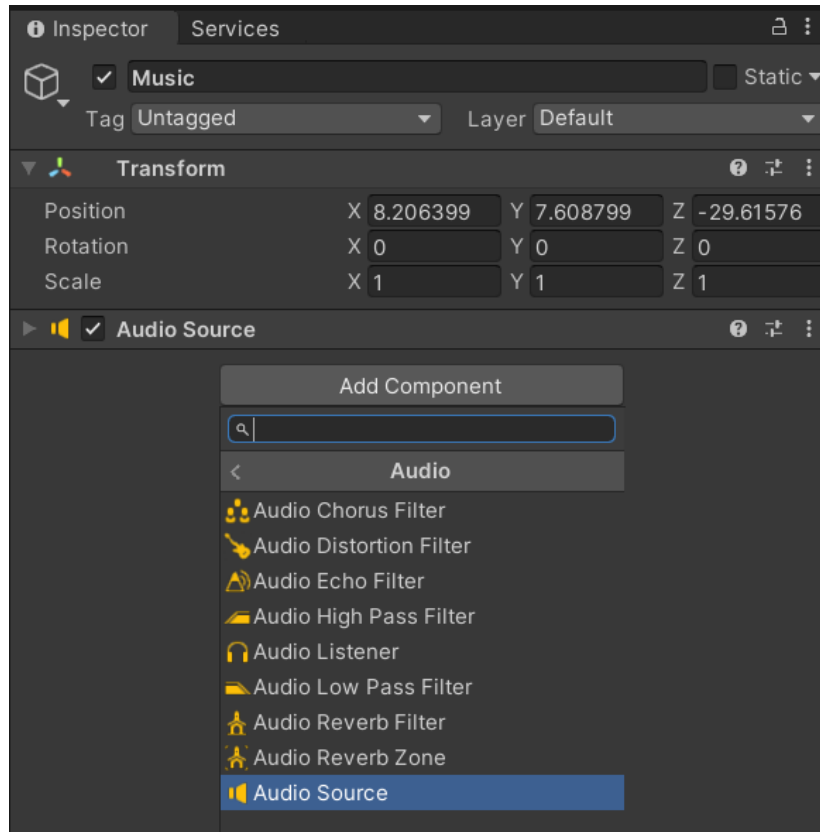 Inspector Services
Music Static
Tag Untagged Layer Default
Transform
Position X 8.206399 Y 7.608799 Z -29.61576
Rotation X 0 Y 0 Z 0
Scale X 1 Y 1 Z 1
Audio Source
Add Component
Audio
Audio Chorus Filter
Audio Distortion Filter
Audio Echo Filter
Audio High Pass Filter
Audio Listener
Audio Low Pass Filter
Audio Reverb Filter
Audio Reverb Zone
Audio Source